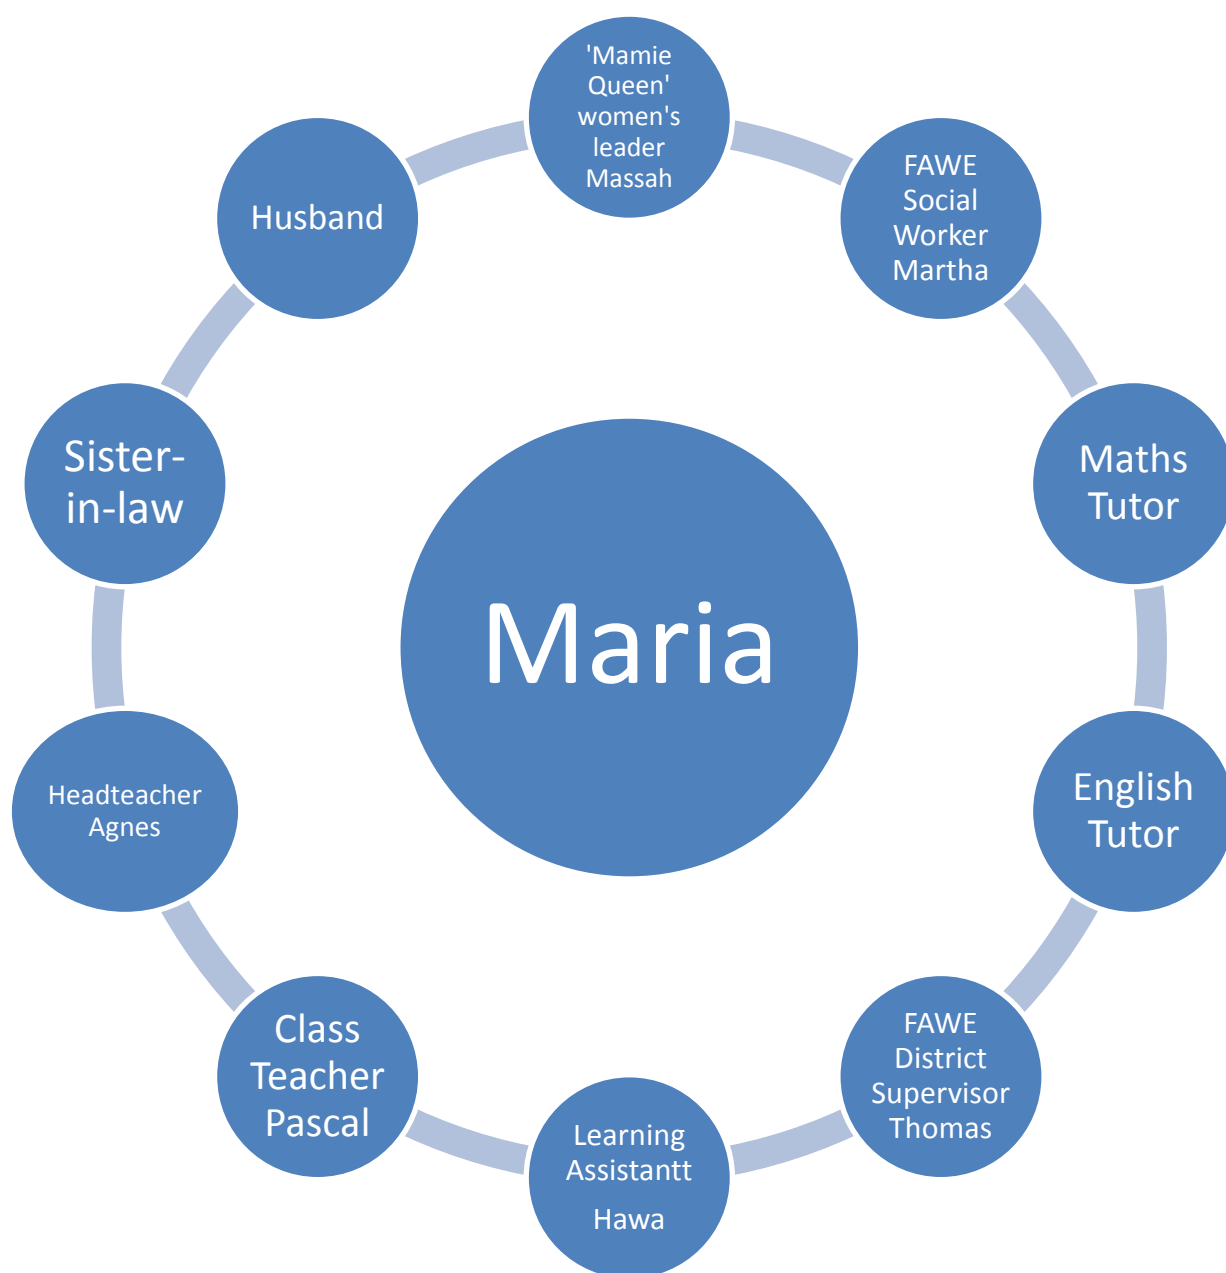 'Mamie
Queen'
women's
leader
Massah
FAWE
Social
Worker
Martha
Maths
Tutor
English
Tutor
FAWE
District
Supervisor
Thomas
Learning
Assistantt
Hawa
Class
Teacher
Pascal
Headteacher
Agnes
Sister-
in-law
Husband
Maria